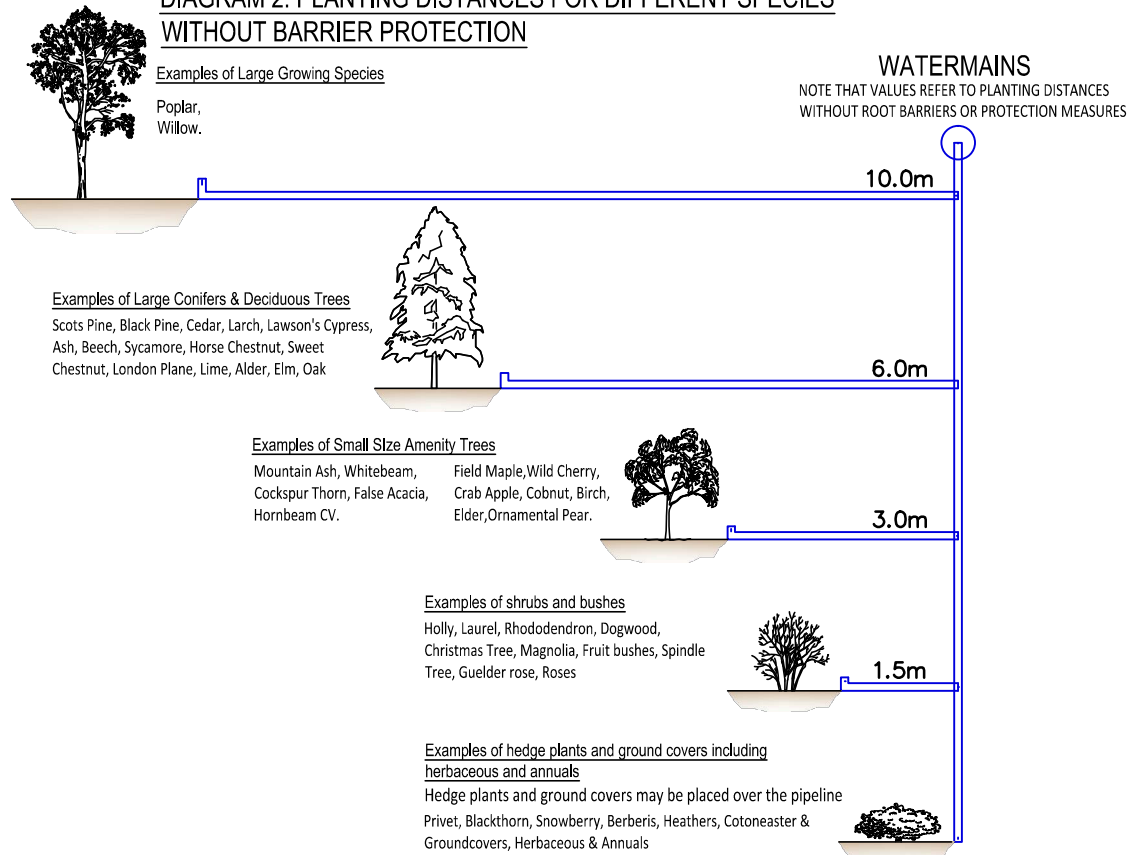 DIAGRAM 2: PLANTING DISTANCES FOR DIFFERENT SPECIES
WITHOUT BARRIER PROTECTION
Examples of Large Growing Species
Poplar,
Willow.
WATERMAINS
NOTE THAT VALUES REFER TO PLANTING DISTANCES
WITHOUT ROOT BARRIERS OR PROTECTION MEASURES
10.0m
Examples of Large Conifers & Deciduous Trees
Scots Pine, Black Pine, Cedar, Larch, Lawson's Cypress,
Ash, Beech, Sycamore, Horse Chestnut, Sweet
Chestnut, London Plane, Lime, Alder, Elm, Oak
6.0m
Examples of Small SIze Amenity Trees
Mountain Ash, Whitebeam,
Cockspur Thorn, False Acacia,
Hornbeam CV.
Field Maple,Wild Cherry,
Crab Apple, Cobnut, Birch,
Elder,Ornamental Pear.
3.0m
Examples of shrubs and bushes
Holly, Laurel, Rhododendron, Dogwood,
Christmas Tree, Magnolia, Fruit bushes, Spindle
Tree, Guelder rose, Roses
1.5m
Examples of hedge plants and ground covers including
herbaceous and annuals
Hedge plants and ground covers may be placed over the pipeline
Privet, Blackthorn, Snowberry, Berberis, Heathers, Cotoneaster &
Groundcovers, Herbaceous & Annuals